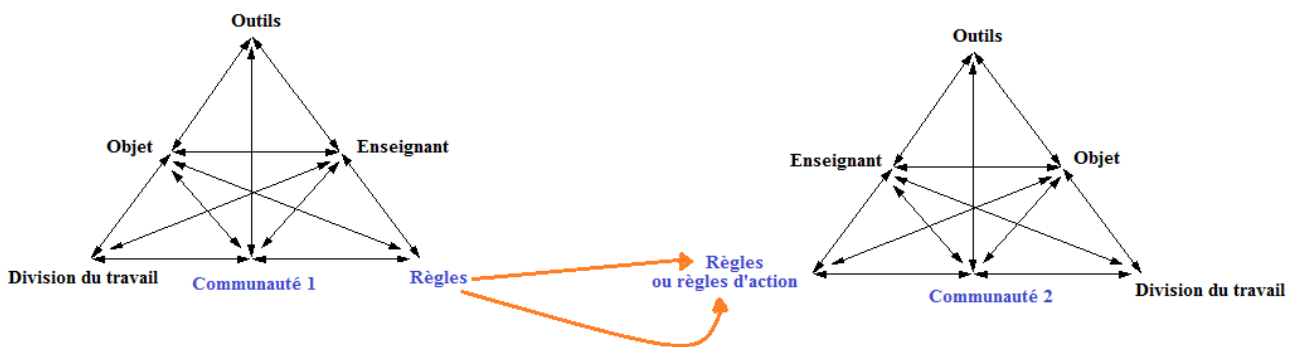 Outils
Objet
Enseignant
Division du travail
Communauté 1
Règles
Outils
Enseignant
Objet
Règles
ou règles d'action
Communauté 2
Division du travail